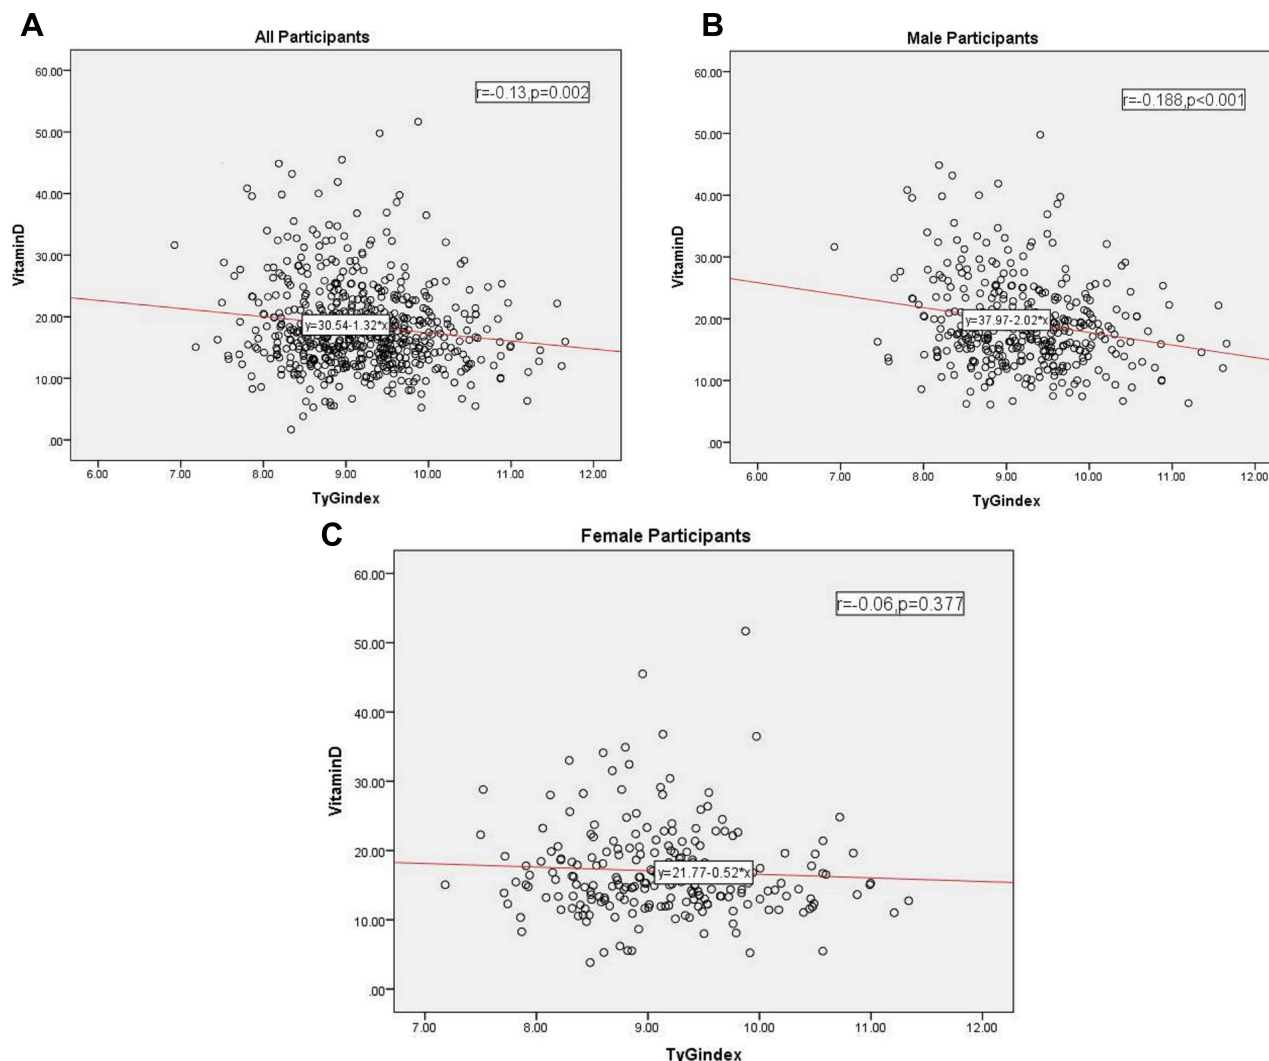 A
All Participants
60.00
50.00
40.00
30.00
20.00
10.00
.00
VitaminD
r=-0.13,p=0.002
y=30.54-1.32*x
6.00 7.00 8.00 9.00 10.00 11.00 12.00
TyGindex
B
Male Participants
60.00
50.00
40.00
30.00
20.00
10.00
.00
VitaminD
r=-0.188,p<0.001
y=37.97-2.02*x
6.00 7.00 8.00 9.00 10.00 11.00 12.00
TyGindex
C
Female Participants
60.00
50.00
40.00
30.00
20.00
10.00
.00
VitaminD
r=-0.06,p=0.377
y=21.77-0.52*x
7.00 8.00 9.00 10.00 11.00 12.00
TyGindex